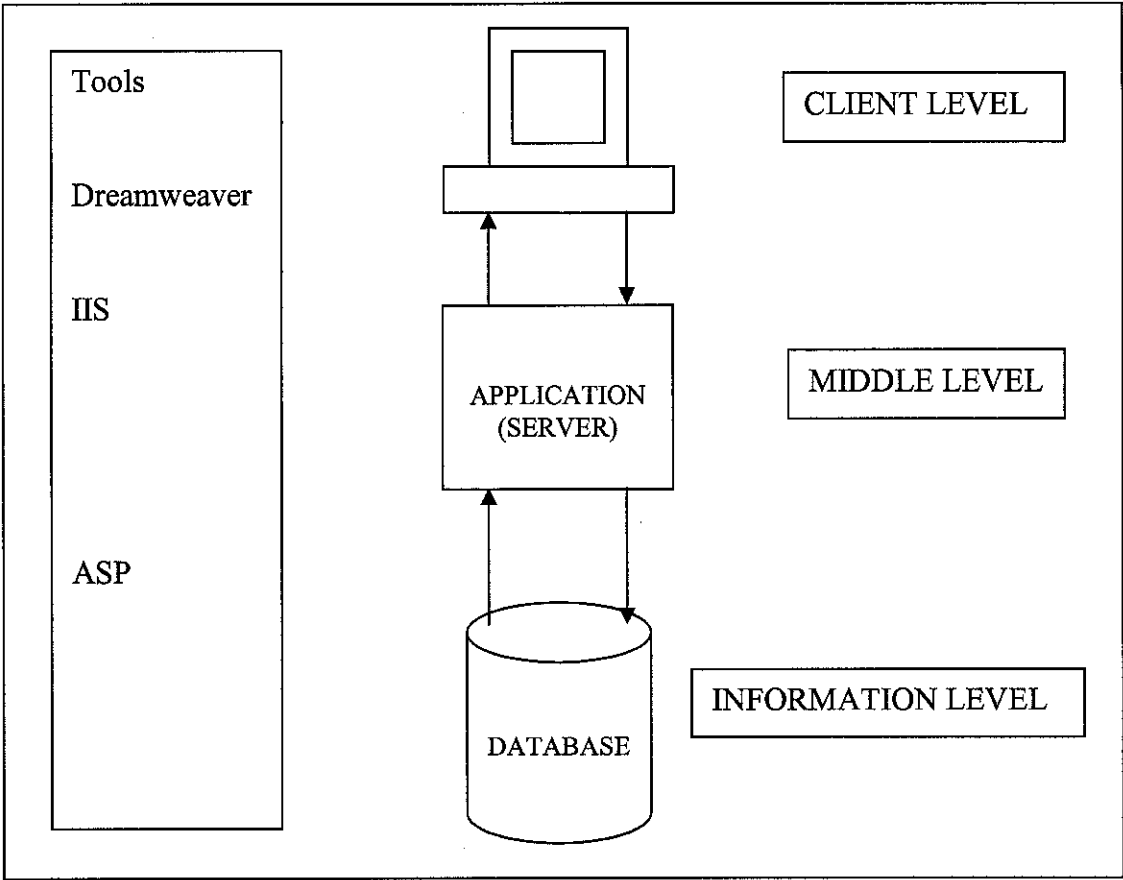 Tools
Dreamweaver
IIS
ASP
CLIENT LEVEL
APPLICATION
(SERVER)
MIDDLE LEVEL
DATABASE
INFORMATION LEVEL